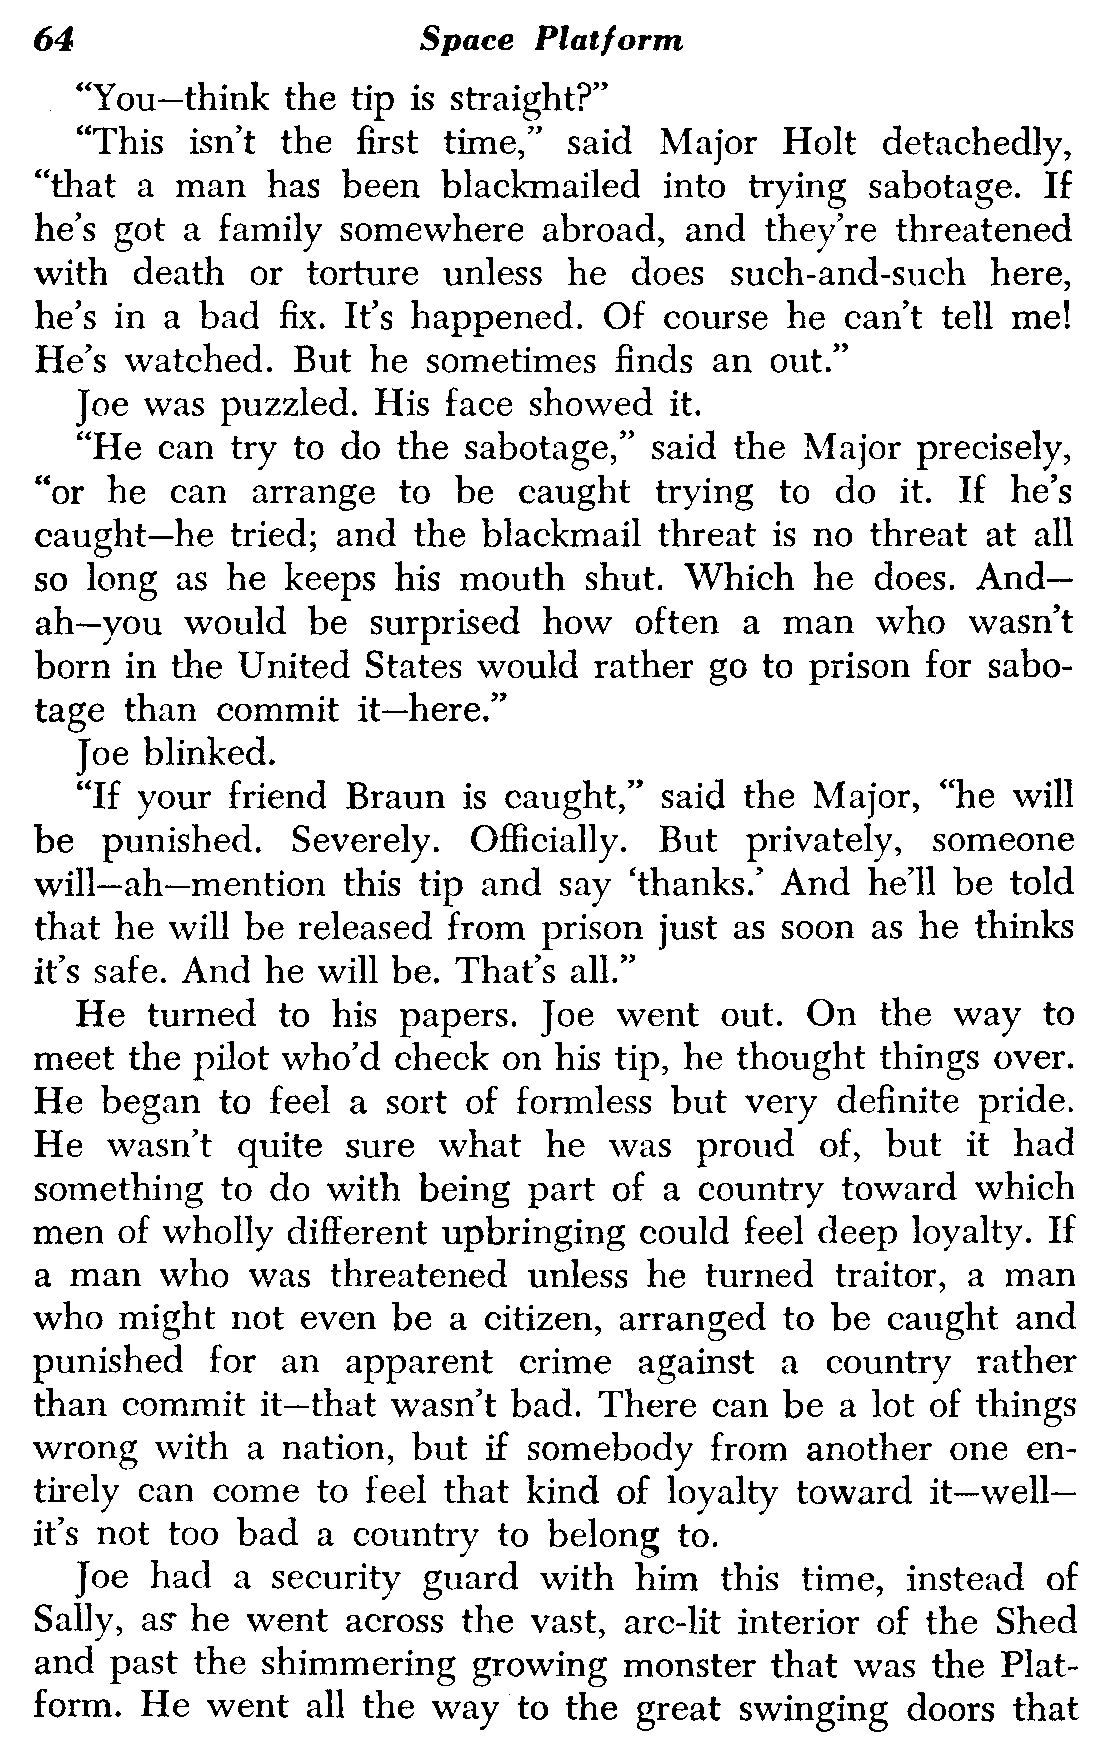 64 Space Platform
“You—think the tip is straight?”
“This isn’t the first time,” said Major Holt detachedly,
“that a man has been blackmailed into trying sabotage. If
he’s got a family somewhere abroad, and they’re threatened
with death or torture unless he does such-and-such here,
he’s in a bad fix. It’s happened. Of course he can’t tell me!
He’s watched. But he sometimes finds an out.”
Joe was puzzled. His face showed it.
“He can try to do the sabotage,” said the Major precisely,
“or he can arrange to be caught trying to do it. If he’s
caught—he tried; and the blackmail threat is no threat at all
so long as he keeps his mouth shut. Which he does. And—
ah—you would be surprised how often a man who wasn’t
born in the United States would rather go to prison for sabo-
tage than commit it—here.”
Joe blinked.
“If your friend Braun is caught,” said the Major, “he will
be punished. Severely. Officially. But privately, someone
will—ah—mention this tip and say ‘thanks.’ And he’ll be told
that he will be released from prison just as soon as he thinks
it’s safe. And he will be. That’s all.”
He turned to his papers. Joe went out. On the way to
meet the pilot who’d check on his tip, he thought things over.
He began to feel a sort of formless but very definite pride.
He wasn’t quite sure what he was proud of, but it had
something to do with being part of a country toward which
men of wholly different upbringing could feel deep loyalty. If
a man who was threatened unless he turned traitor, a man
who might not even be a citizen, arranged to be caught and
punished for an apparent crime against a country rather
than commit it—that wasn’t bad. There can be a lot of things
wrong with a nation, but if somebody from another one en-
tirely can come to feel that kind of loyalty toward it—well—
it’s not too bad a country to belong to.
Joe had a security guard with him this time, instead of
Sally, as he went across the vast, arc-lit interior of the Shed
and past the shimmering growing monster that was the Plat-
form. He went all the way to the great swinging doors that